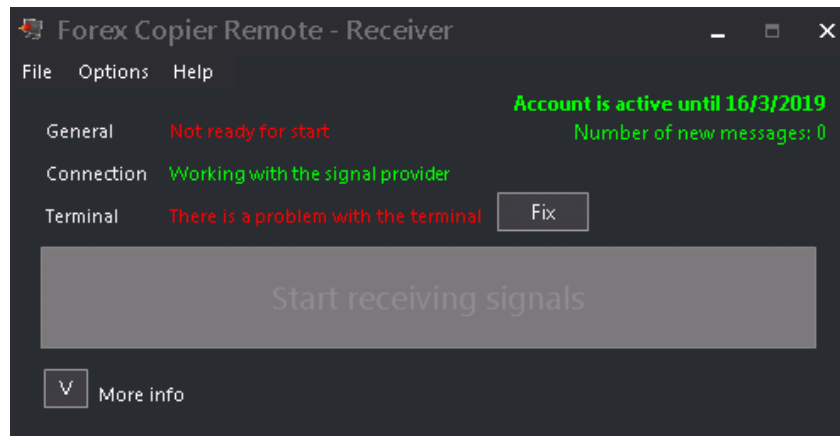 Forex Copier Remote - Receiver
File Options Help
Account is active until 16/3/2019
General Not ready for start Number of new messages: 0
Connection Working with the signal provider
Terminal There is a problem with the terminal Fix
Start receiving signals
V More info